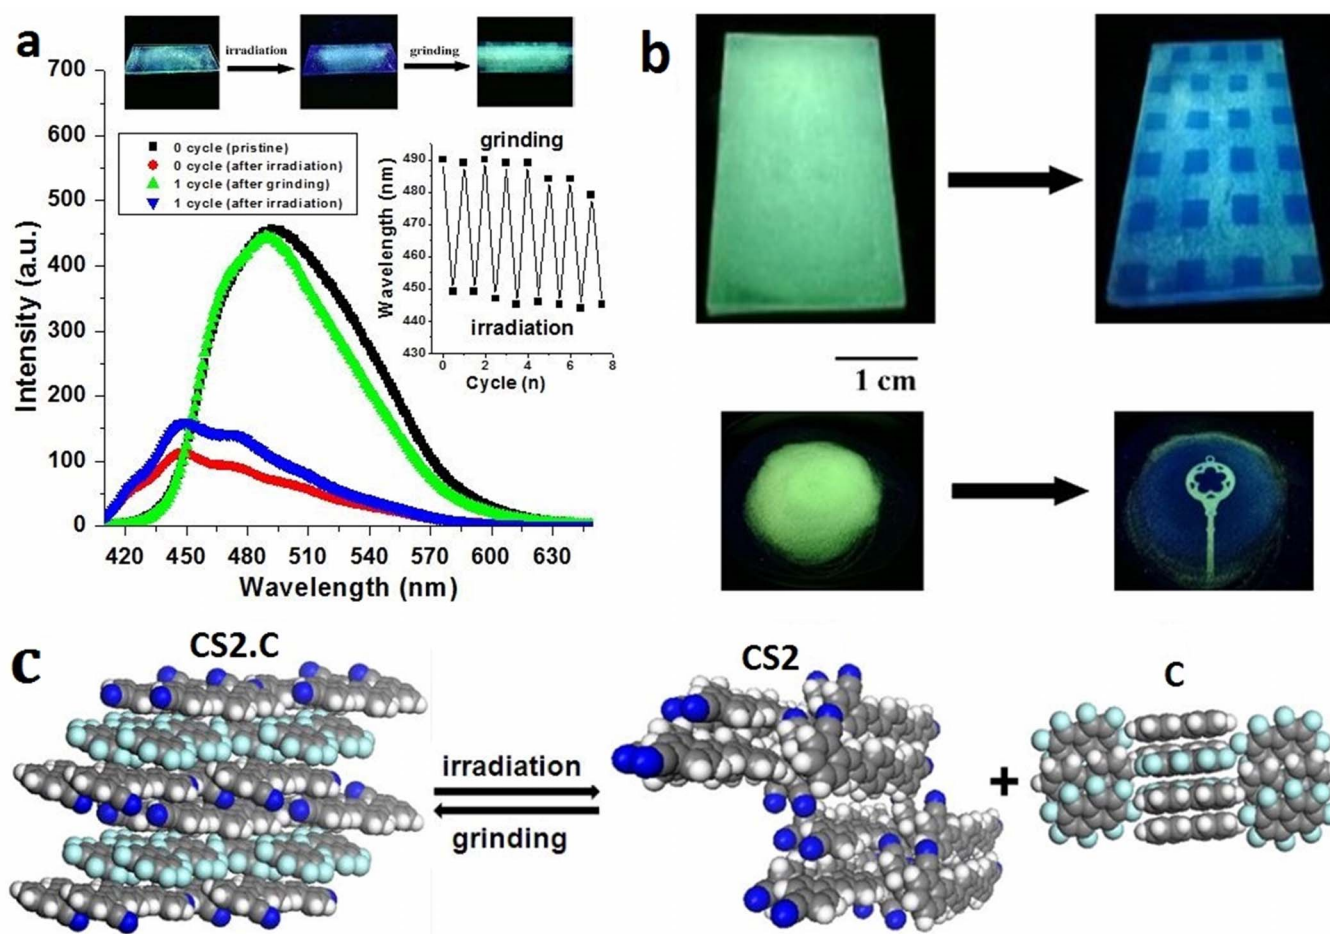 a
irradiation
grinding
0 cycle (pristine)
0 cycle (after irradiation)
1 cycle (after grinding)
1 cycle (after irradiation)
Intensity (a.u.)
700
600
500
400
300
200
100
0
420 450 480 510 540 570 600 630
Wavelength (nm)
grinding
Wavelength (nm)
490
480
470
460
450
440
430
irradiation
0 2 4 6 8
Cycle (n)
b
1 cm
c
CS2.C
irradiation
grinding
CS2
+
C